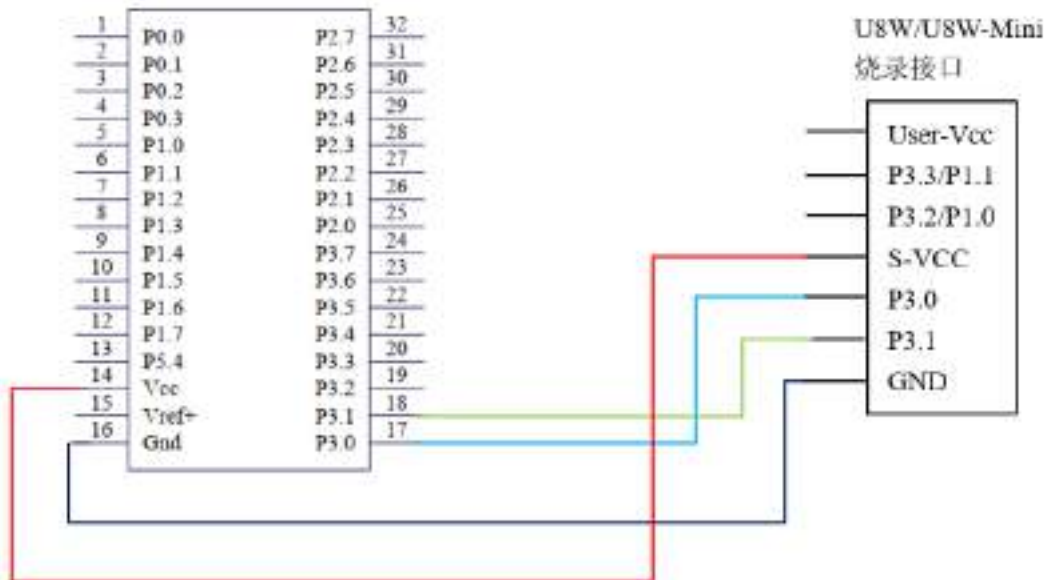 1 P0.0 P2.7 32
2 P0.1 P2.6 31
3 P0.2 P2.5 30
4 P0.3 P2.4 29
5 P1.0 P2.3 28
6 P1.1 P2.2 27
7 P1.2 P2.1 26
8 P1.3 P2.0 25
9 P1.4 P3.7 24
10 P1.5 P3.6 23
11 P1.6 P3.5 22
12 P1.7 P3.4 21
13 P5.4 P3.3 20
14 Vcc P3.2 19
15 Vref+ P3.1 18
16 Gnd P3.0 17
U8W/U8W-Mini
烧录接口
User-Vcc
P3.3/P1.1
P3.2/P1.0
S-VCC
P3.0
P3.1
GND